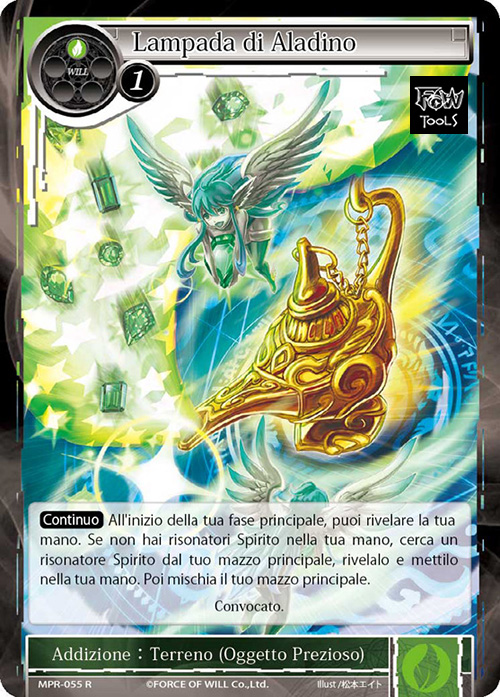 Lampada di Aladino
WILL
1
FOW
TOOLS
Continuo All'inizio della tua fase principale, puoi rivelare la tua
mano. Se non hai risonatori Spirito nella tua mano, cerca un
risonatore Spirito dal tuo mazzo principale, rivelalo e mettilo
nella tua mano. Poi mischia il tuo mazzo principale.
Convocato.
Addizione : Terreno (Oggetto Prezioso)
MPR-055 R ©FORCE OF WILL Co.,Ltd. Illust /松本エイト